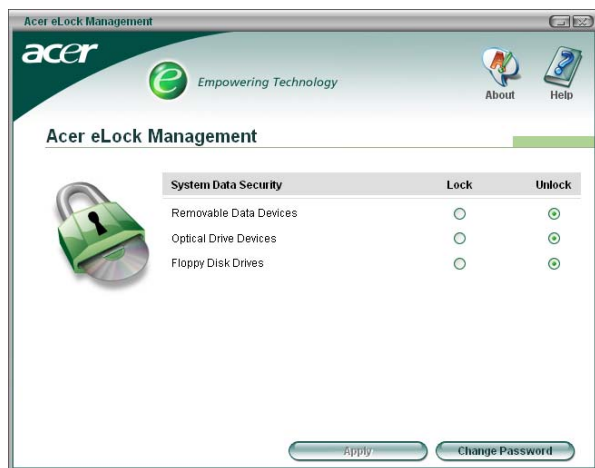 Acer eLock Management
acer
e Empowering Technology
About Help
Acer eLock Management
System Data Security Lock Unlock
Removable Data Devices
Optical Drive Devices
Floppy Disk Drives
Apply Change Password